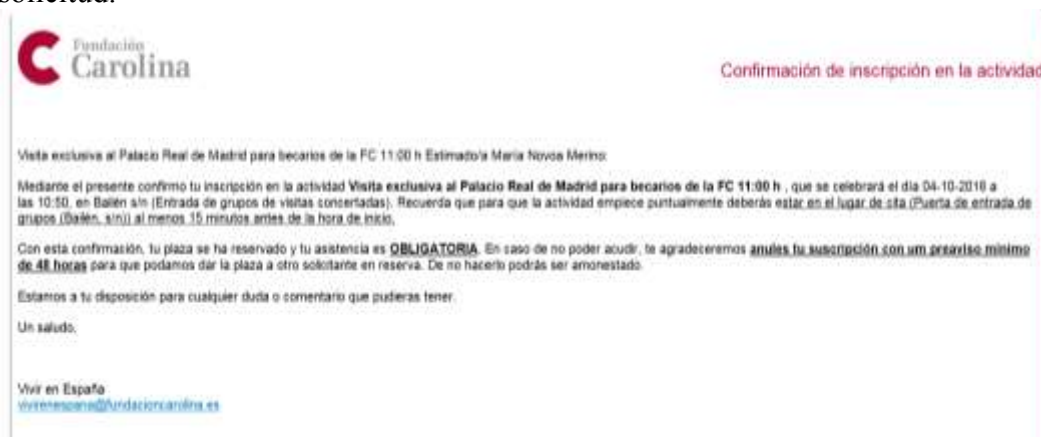 solicitud.
Fundación
Carolina
Confirmación de inscripción en la actividad
Visita exclusiva al Palacio Real de Madrid para becarios de la FC 11:00 h Estimado/a Maria Novoa Merino:
Mediante el presente confirmo tu inscripción en la actividad Visita exclusiva al Palacio Real de Madrid para becarios de la FC 11:00 h , que se celebrará el día 04-10-2018 a
las 10:50, en Bailén s/n (Entrada de grupos de visitas concertadas). Recuerda que para que la actividad empiece puntualmente deberás estar en el lugar de cita (Puerta de entrada de
grupos (Bailén, s/n)) al menos 15 minutos antes de la hora de inicio.
Con esta confirmación, tu plaza se ha reservado y tu asistencia es OBLIGATORIA. En caso de no poder acudir, te agradeceremos anules tu suscripción con um preaviso mínimo
de 48 horas para que podamos dar la plaza a otro solicitante en reserva. De no hacerlo podrás ser amonestado.
Estamos a tu disposición para cualquier duda o comentario que pudieras tener.
Un saludo,
Vivir en España
vivirenespana@fundacioncarolina.es